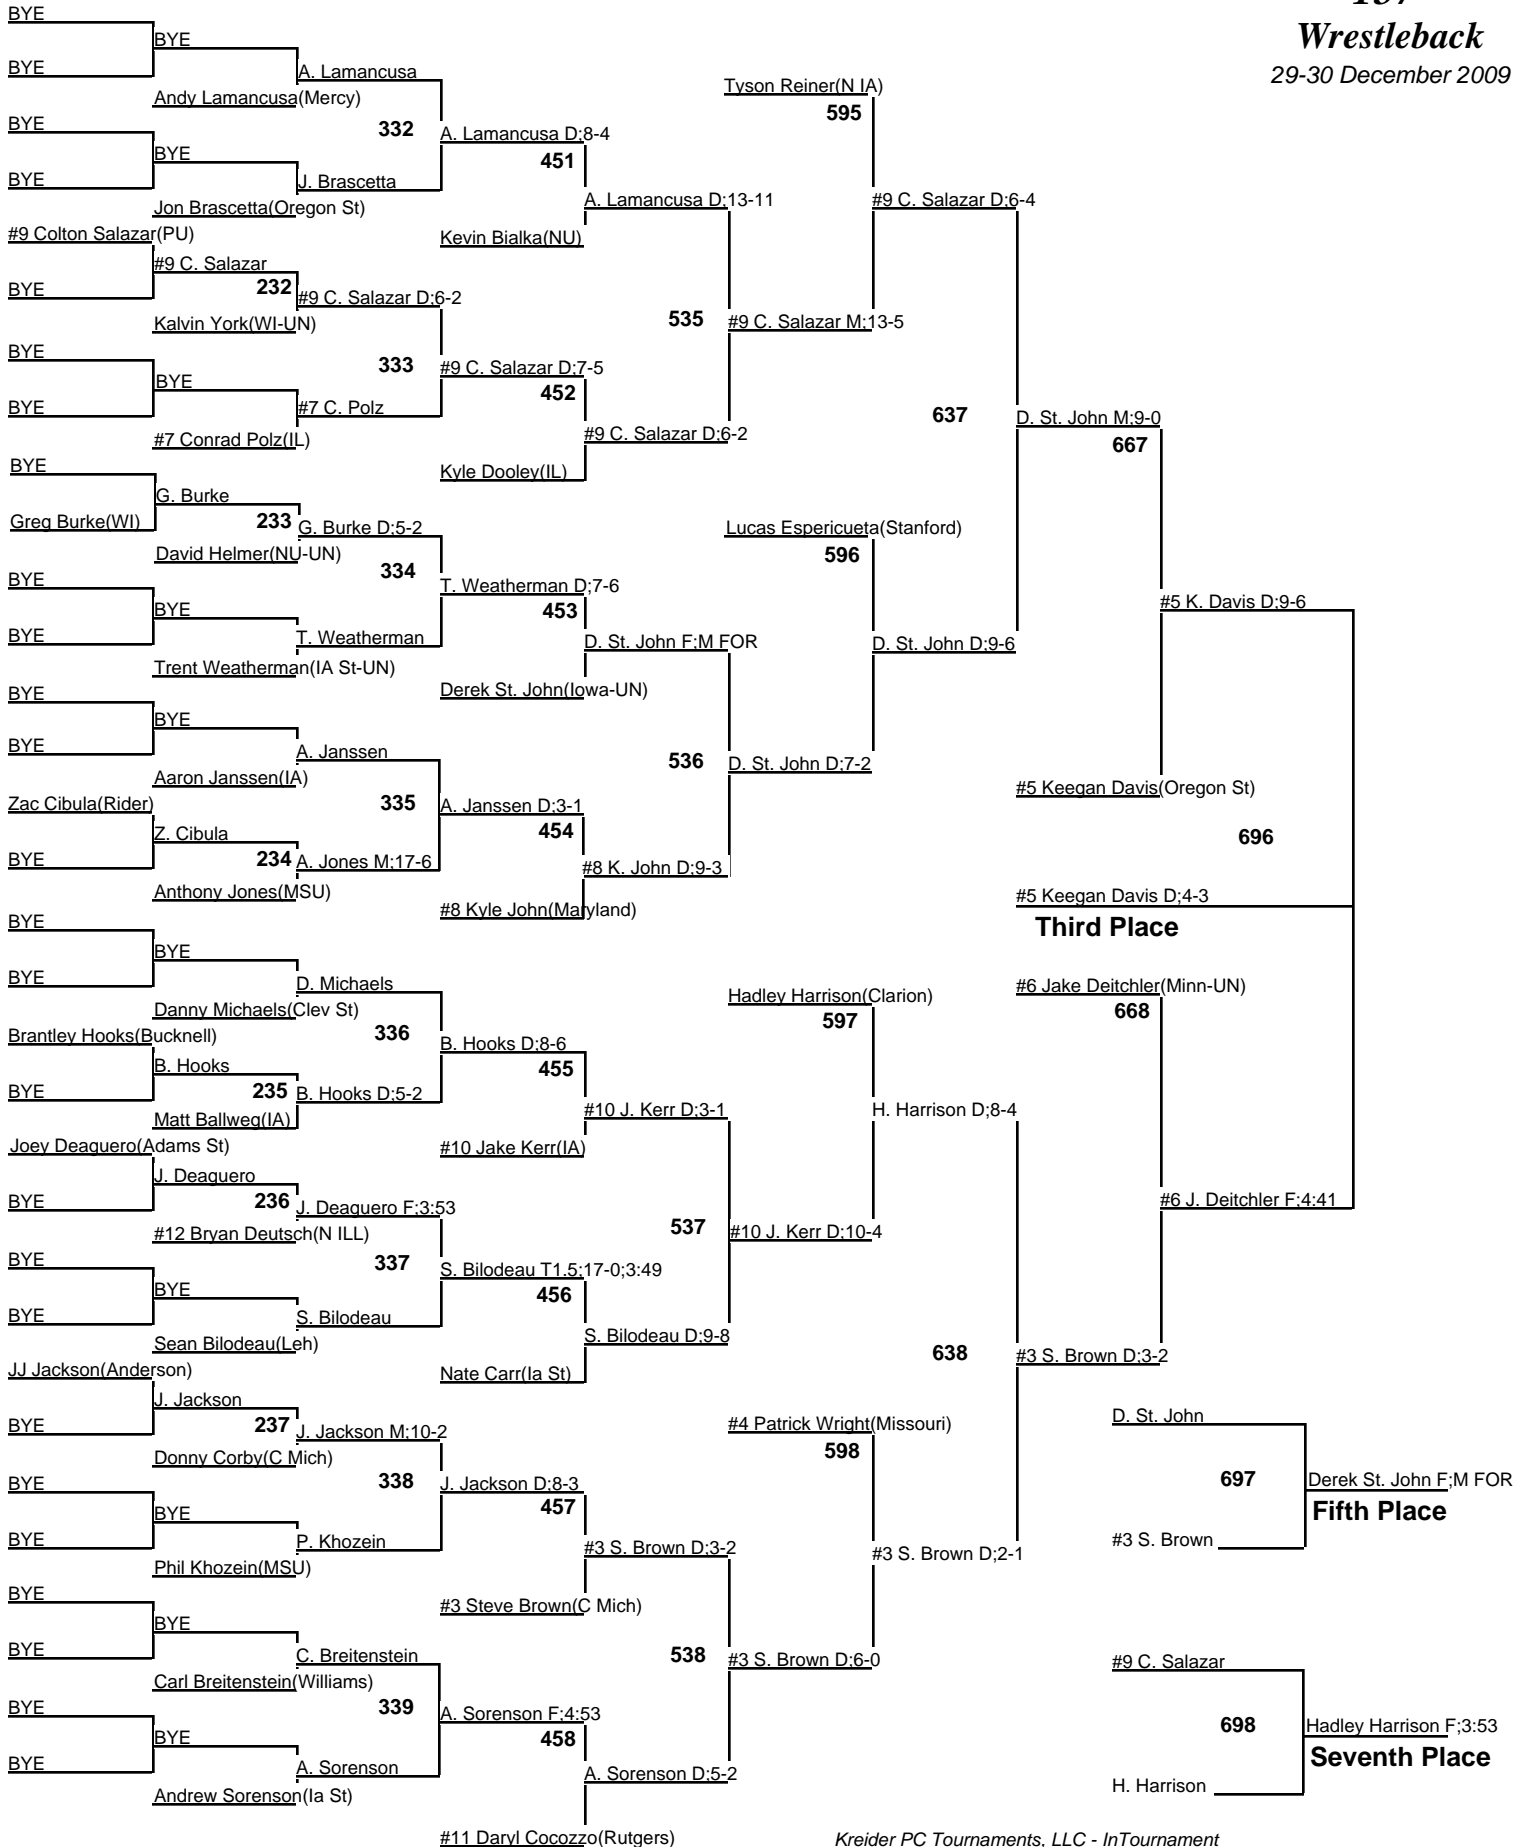 Wrestleback
29-30 December 2009
BYE
BYE
BYE
A. Lamancusa
Andy Lamancusa(Mercy)
332
BYE
BYE
BYE
J. Brascetta
Jon Brascetta(Oregon St)
A. Lamancusa D;8-4
451
A. Lamancusa D;13-11
Kevin Bialka(NU)
#9 Colton Salazar(PU)
#9 C. Salazar
BYE
232
#9 C. Salazar D;6-2
Kalvin York(WI-UN)
333
BYE
BYE
BYE
#7 C. Polz
#7 Conrad Polz(IL)
#9 C. Salazar D;7-5
452
#9 C. Salazar D;6-2
Kyle Dooley(IL)
535
#9 C. Salazar M;13-5
Tyson Reiner(N IA)
595
#9 C. Salazar D;6-4
BYE
G. Burke
Greg Burke(WI)
233
G. Burke D;5-2
David Helmer(NU-UN)
334
BYE
BYE
BYE
T. Weatherman
Trent Weatherman(IA St-UN)
T. Weatherman D;7-6
453
D. St. John F;M FOR
Derek St. John(Iowa-UN)
BYE
BYE
BYE
A. Janssen
Aaron Janssen(IA)
335
Zac Cibula(Rider)
Z. Cibula
BYE
234
A. Jones M;17-6
Anthony Jones(MSU)
A. Janssen D;3-1
454
#8 K. John D;9-3
#8 Kyle John(Maryland)
536
D. St. John D;7-2
Lucas Espericueta(Stanford)
596
D. St. John D;9-6
637
D. St. John M;9-0
667
#5 K. Davis D;9-6
#5 Keegan Davis(Oregon St)
696
#5 Keegan Davis D;4-3
Third Place
BYE
BYE
BYE
D. Michaels
Danny Michaels(Clev St)
336
Brantley Hooks(Bucknell)
B. Hooks
BYE
235
B. Hooks D;5-2
Matt Ballweg(IA)
B. Hooks D;8-6
455
#10 J. Kerr D;3-1
#10 Jake Kerr(IA)
Joey Deaguero(Adams St)
J. Deaguero
BYE
236
J. Deaguero F;3:53
#12 Bryan Deutsch(N ILL)
337
BYE
BYE
BYE
S. Bilodeau
Sean Bilodeau(Leh)
S. Bilodeau T1.5;17-0;3:49
456
S. Bilodeau D;9-8
Nate Carr(Ia St)
537
#10 J. Kerr D;10-4
Hadley Harrison(Clarion)
597
H. Harrison D;8-4
#6 Jake Deitchler(Minn-UN)
668
#6 J. Deitchler F;4:41
JJ Jackson(Anderson)
J. Jackson
BYE
237
J. Jackson M;10-2
Donny Corby(C Mich)
338
BYE
BYE
BYE
P. Khozein
Phil Khozein(MSU)
J. Jackson D;8-3
457
#3 S. Brown D;3-2
#3 Steve Brown(C Mich)
BYE
BYE
BYE
C. Breitenstein
Carl Breitenstein(Williams)
339
BYE
BYE
BYE
A. Sorenson
Andrew Sorenson(Ia St)
A. Sorenson F;4:53
458
A. Sorenson D;5-2
#11 Daryl Cocozzo(Rutgers)
538
#3 S. Brown D;6-0
#4 Patrick Wright(Missouri)
598
#3 S. Brown D;2-1
638
#3 S. Brown D;3-2
D. St. John
697
#3 S. Brown
Derek St. John F;M FOR
Fifth Place
#9 C. Salazar
698
H. Harrison
Hadley Harrison F;3:53
Seventh Place
Kreider PC Tournaments, LLC - InTournament